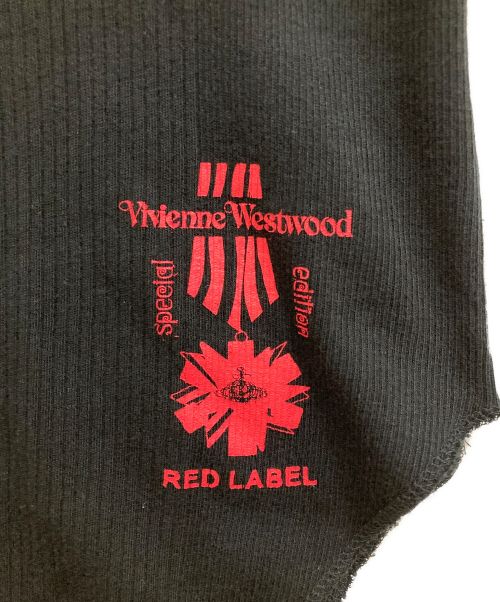 Vivienne Westwood
special
edition
RED LABEL